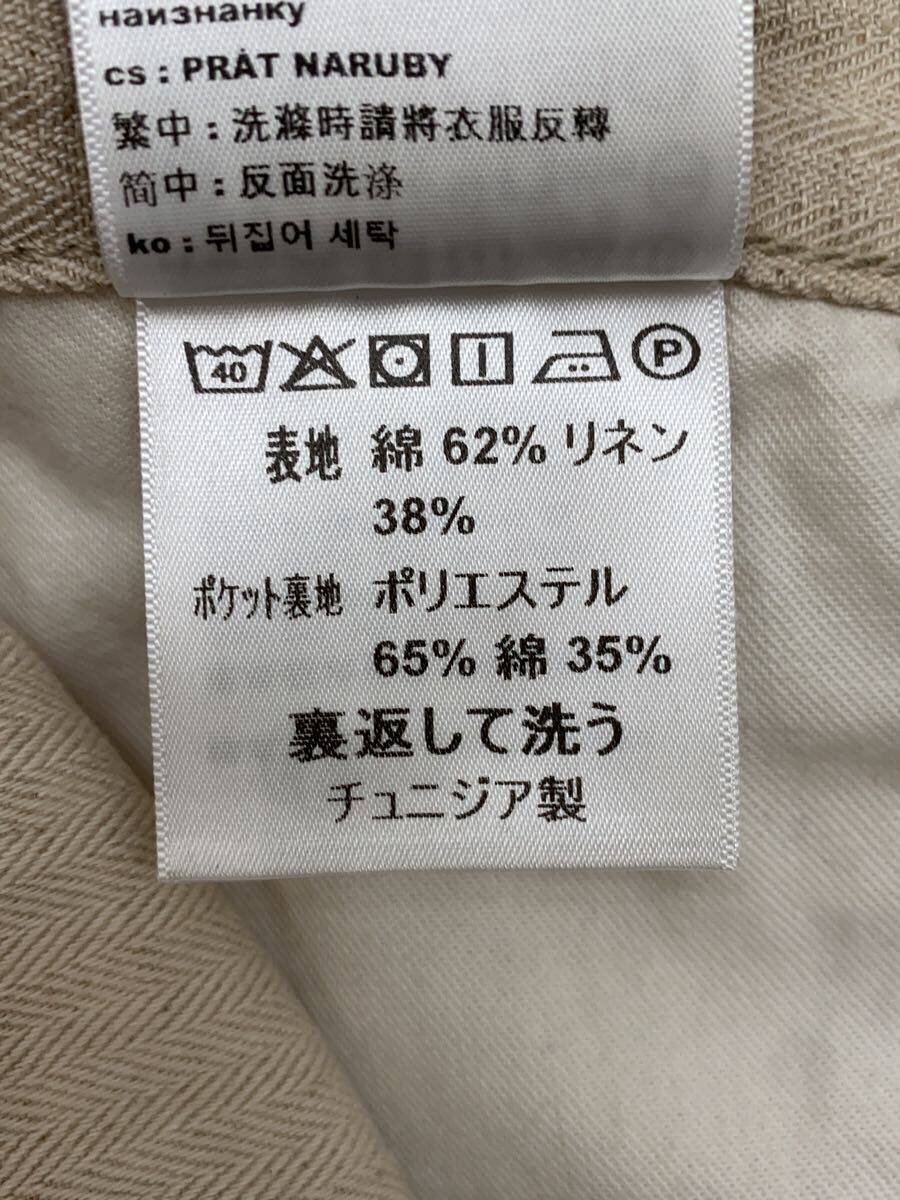 наизнанку
cs : PRÁT NARUBY
繁中 : 洗滌時請將衣服反轉
简中 : 反面洗涤
ko : 뒤집어 세탁
40 P
表地 綿 62% リネン
38%
ポケット裏地 ポリエステル
65% 綿 35%
裏返して洗う
チュニジア製